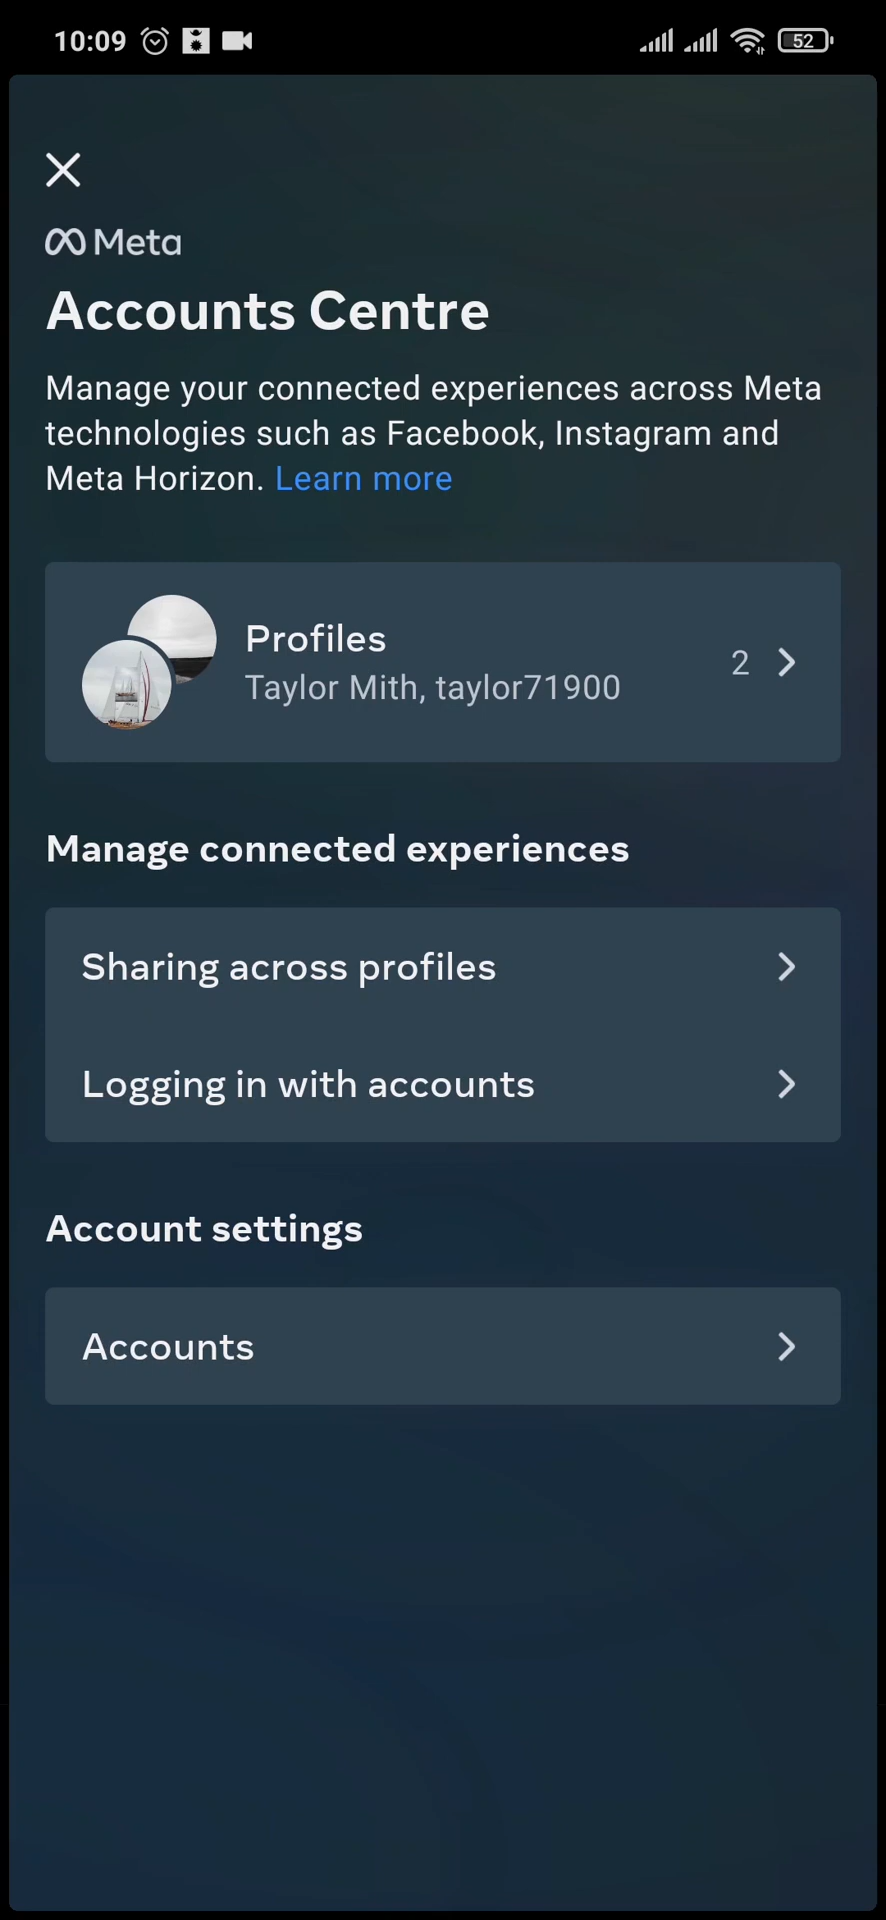 10:09
52
Meta
Accounts Centre
Manage your connected experiences across Meta
technologies such as Facebook, Instagram and
Meta Horizon. Learn more
Profiles
Taylor Mith, taylor71900
2
Manage connected experiences
Sharing across profiles
Logging in with accounts
Account settings
Accounts